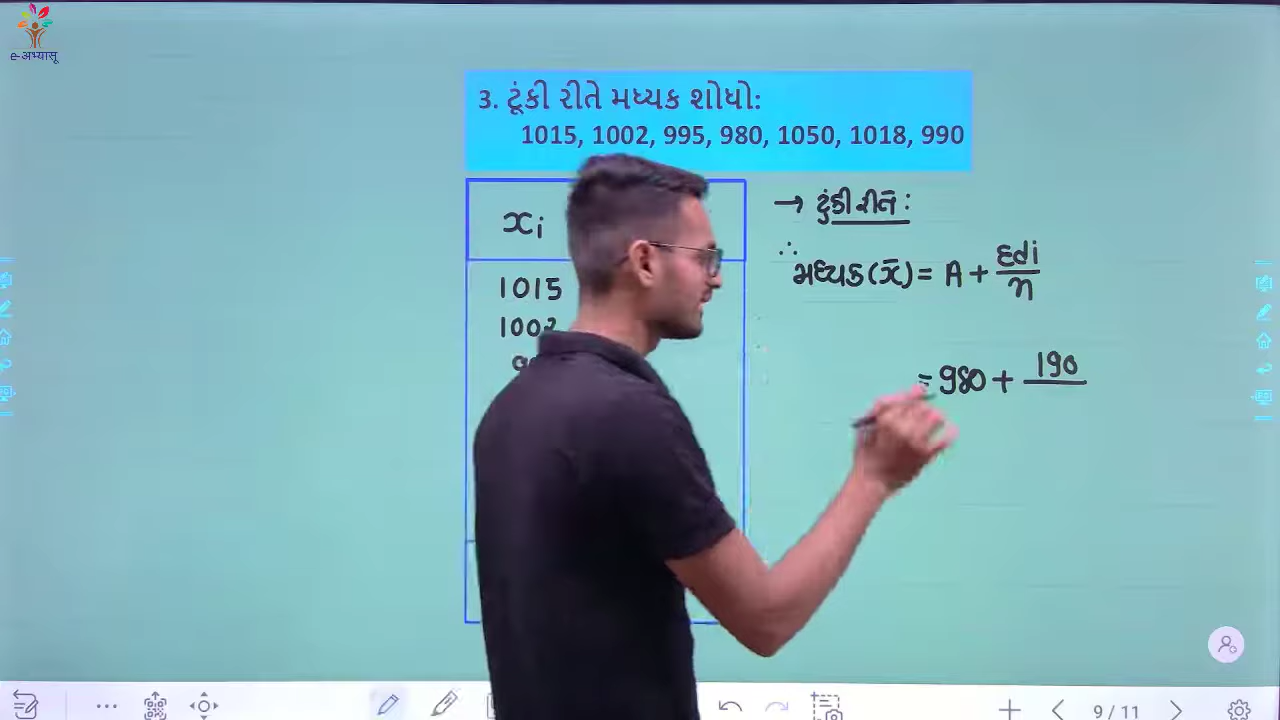 e-अभ्यासू
3. ટૂંકી રીતે મધ્યક શોધો:
1015, 1002, 995, 980, 1050, 1018, 990
xᵢ
1015
1002
→ ટુંકી રીત :
∴ મધ્યક (x̄) = A + Σdi / n
= 980 + 190
9 / 11